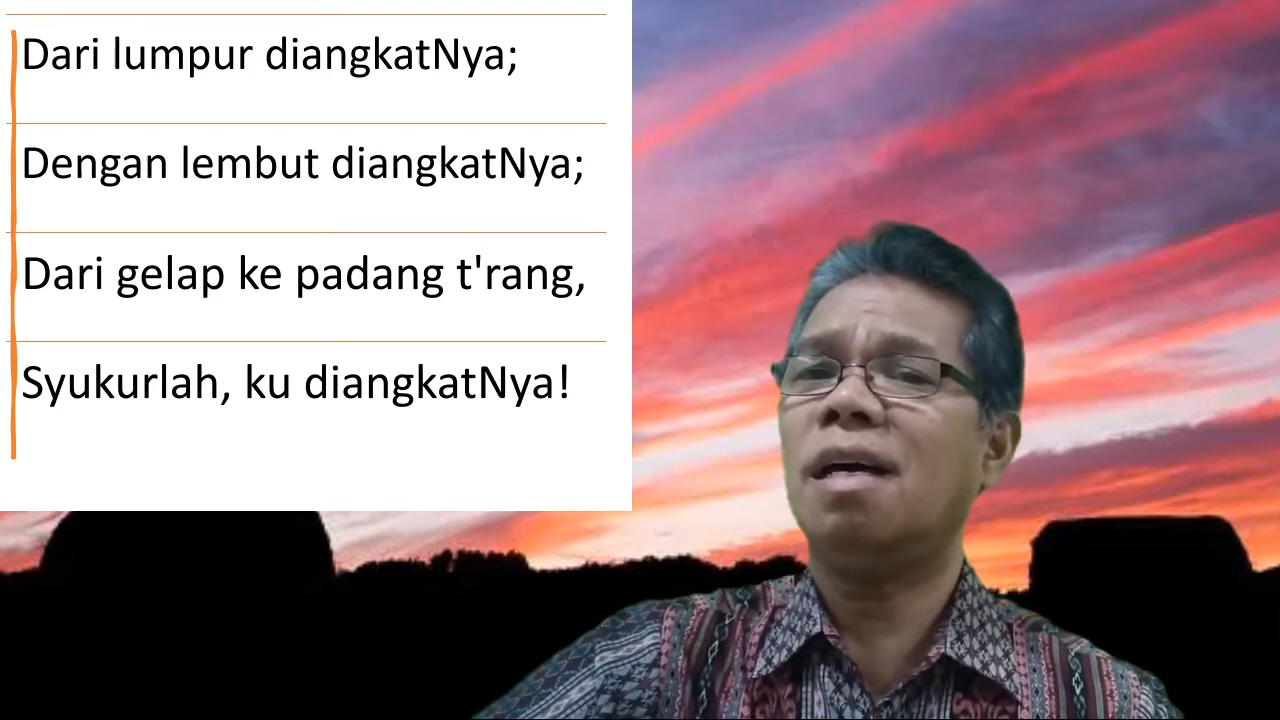 Dari lumpur diangkatNya;
Dengan lembut diangkatNya;
Dari gelap ke padang t'rang,
Syukurlah, ku diangkatNya!